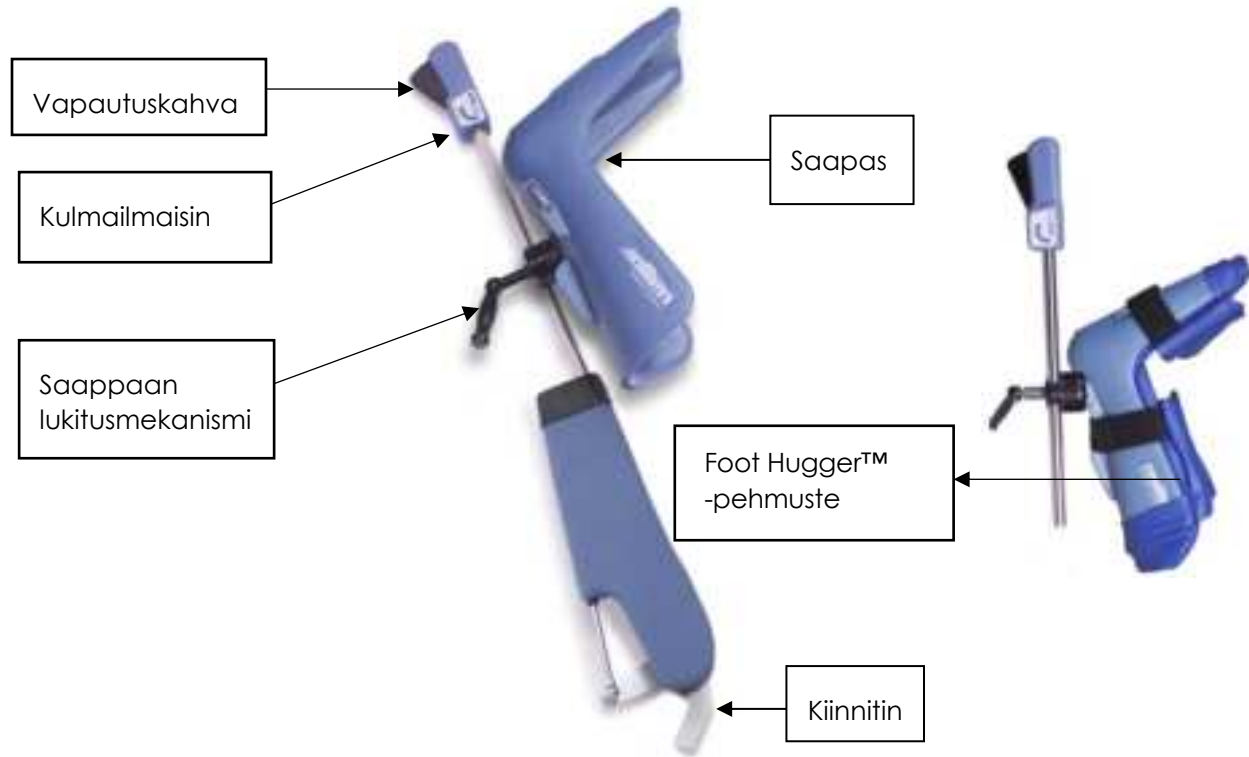 Vapautuskahva
Kulmailmaisin
Saappaan
lukitusmekanismi
Saapas
Foot Hugger™
-pehmuste
Kiinnitin